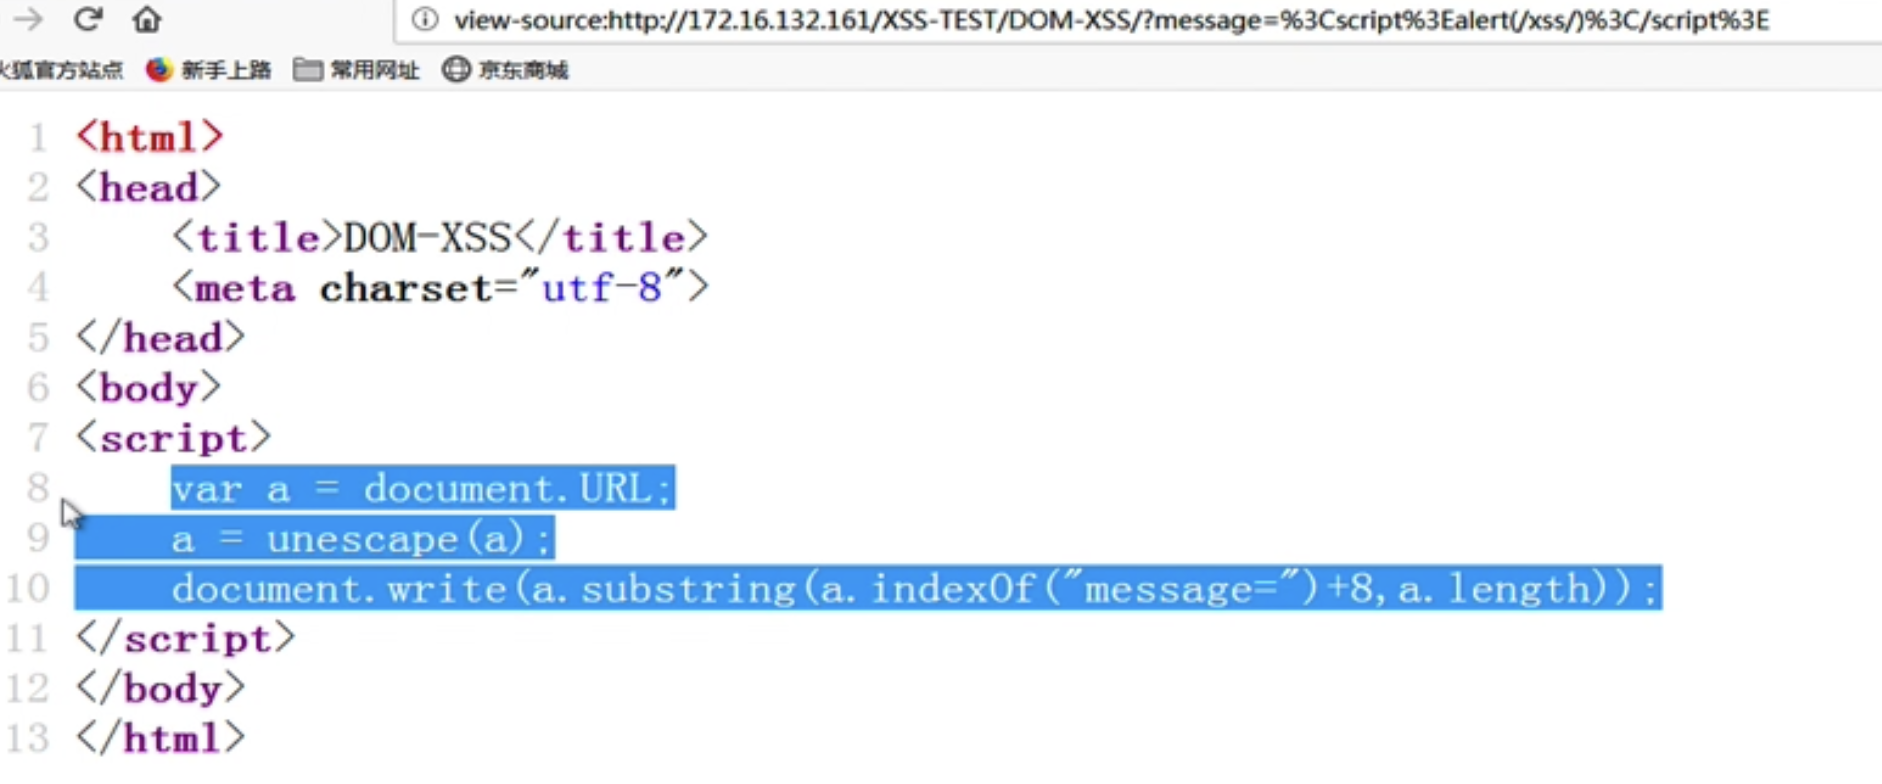 view-source:http://172.16.132.161/XSS-TEST/DOM-XSS/?message=%3Cscript%3Ealert(/xss/)%3C/script%3E
火狐官方站点 新手上路 常用网址 京东商城
1 <html>
2 <head>
3     <title>DOM-XSS</title>
4     <meta charset="utf-8">
5 </head>
6 <body>
7 <script>
8     var a = document.URL;
9     a = unescape(a);
10     document.write(a.substring(a.indexOf("message=")+8,a.length));
11 </script>
12 </body>
13 </html>